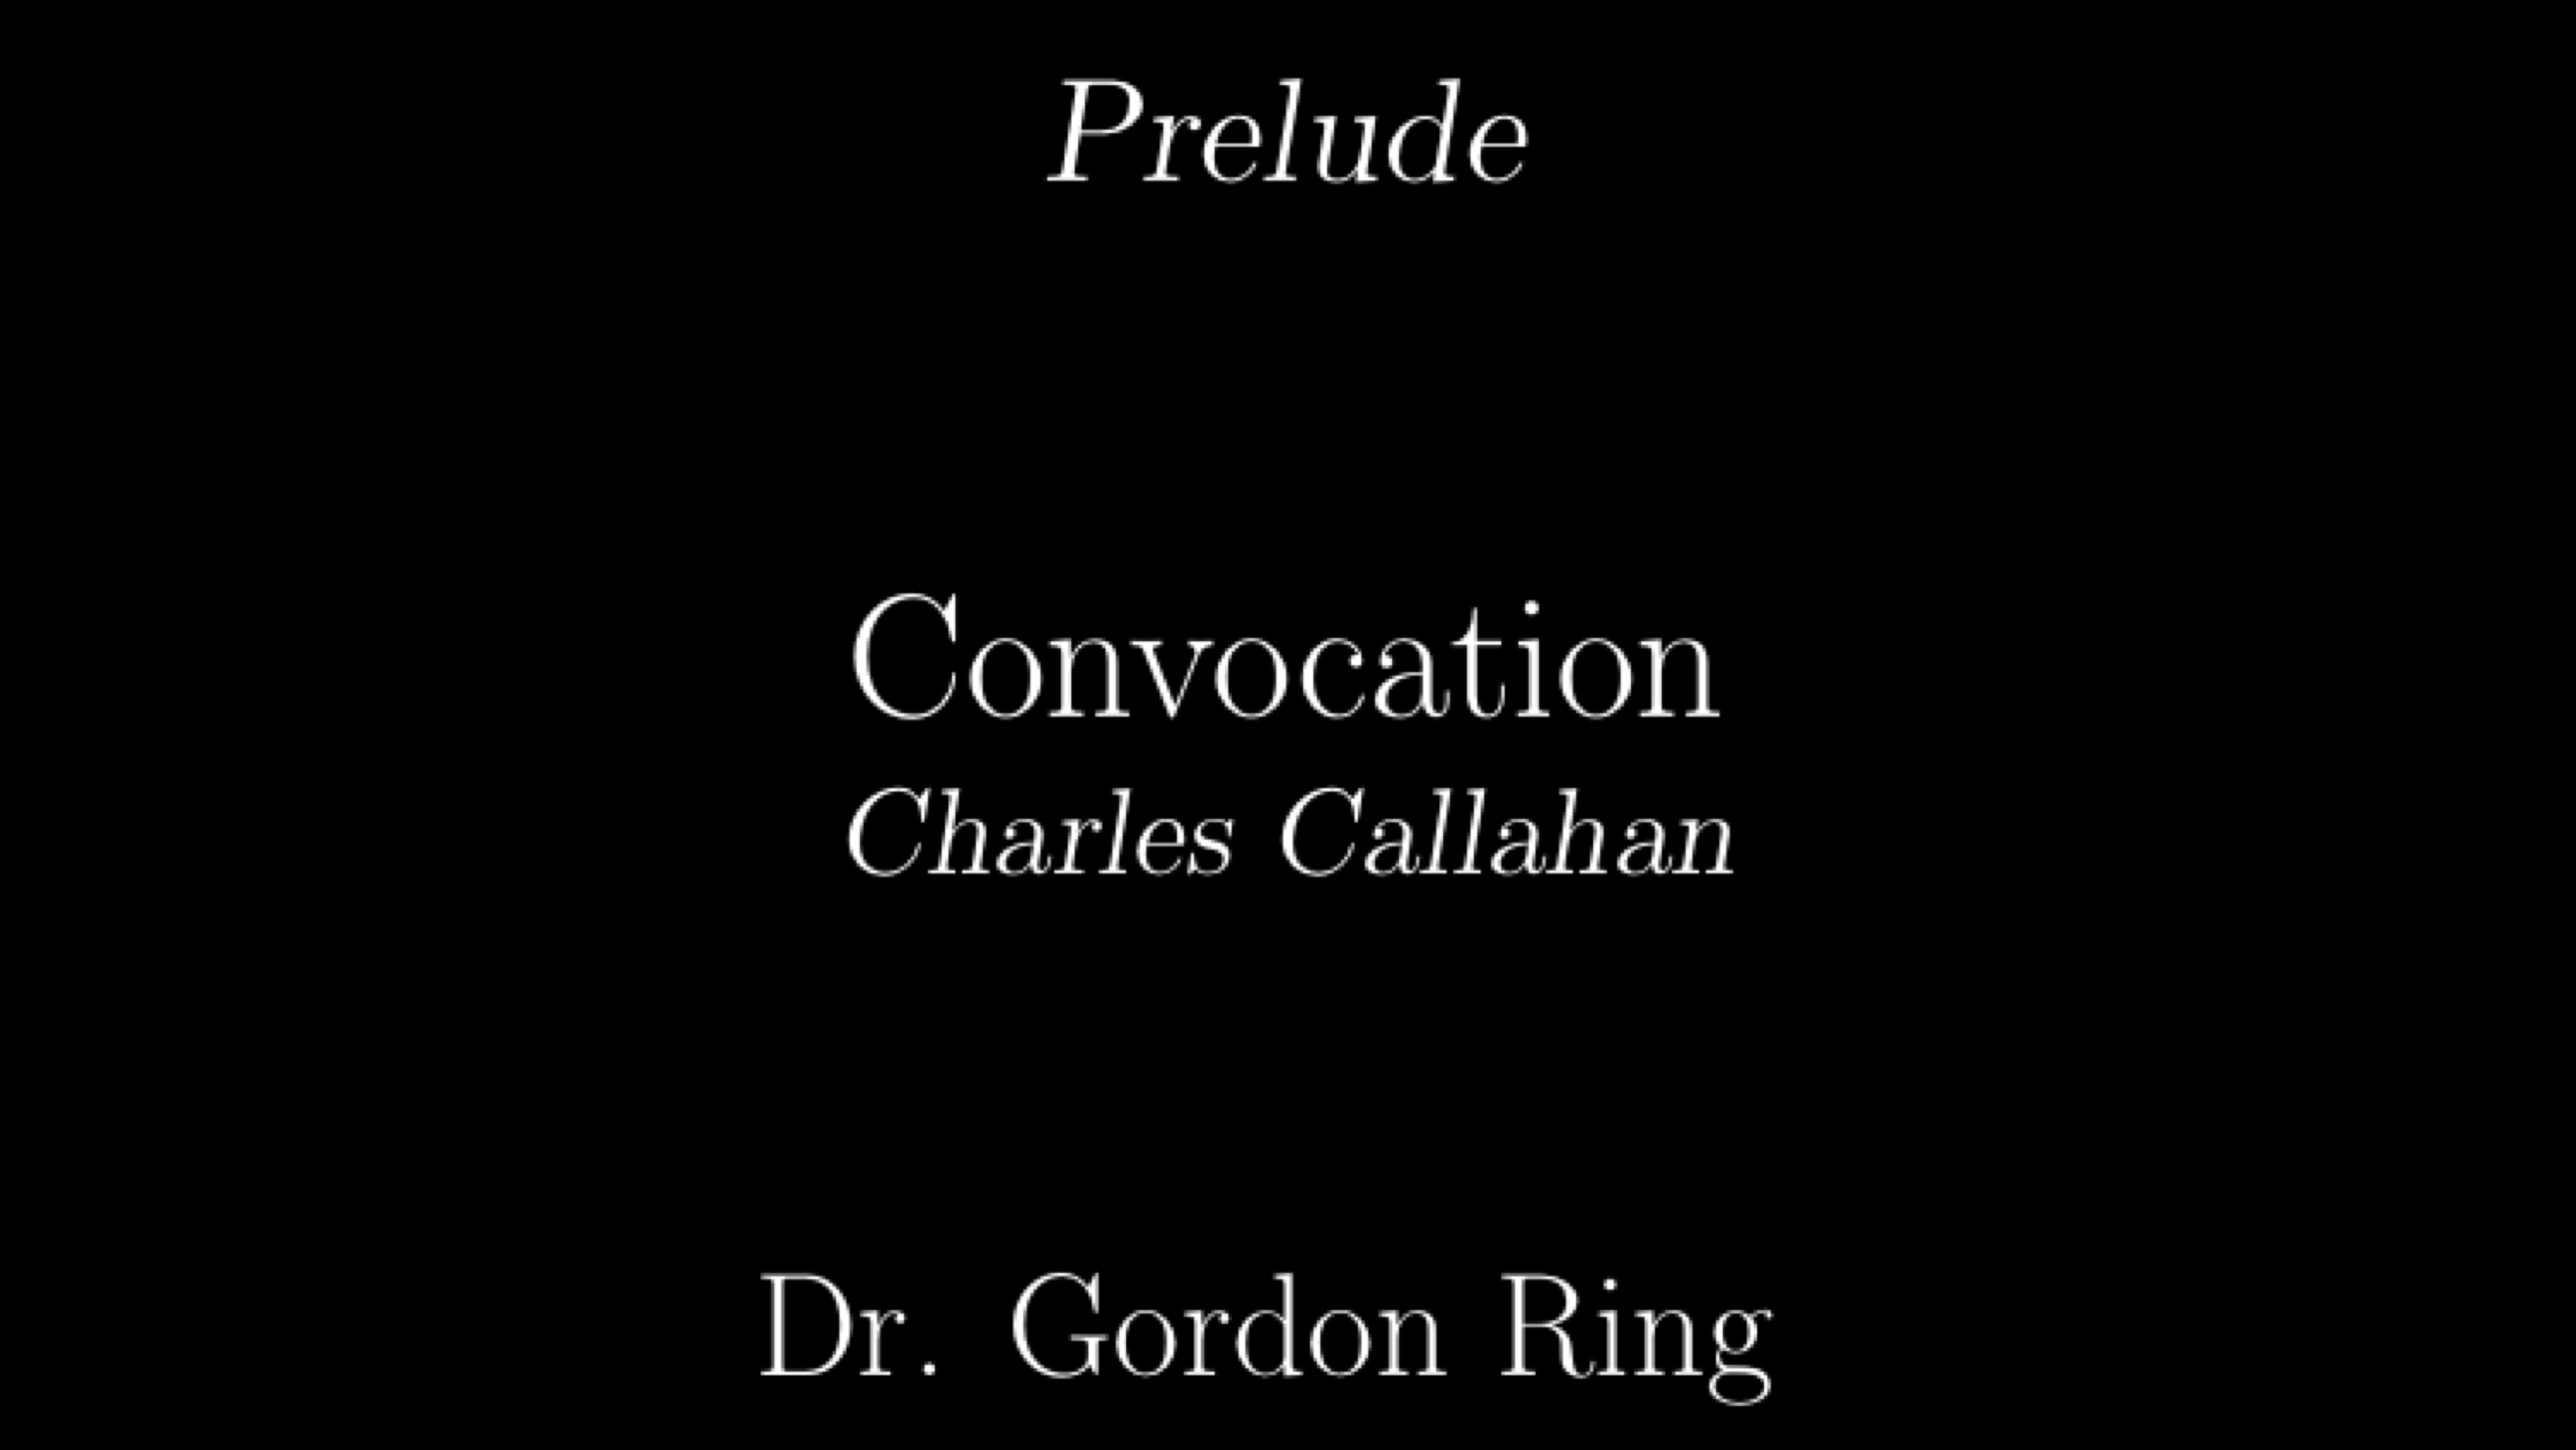 Prelude
Convocation
Charles Callahan
Dr. Gordon Ring